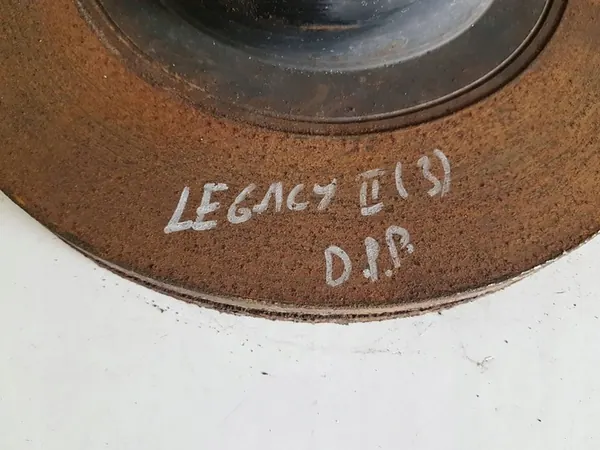 LEGACY II (3)
D.P.P.